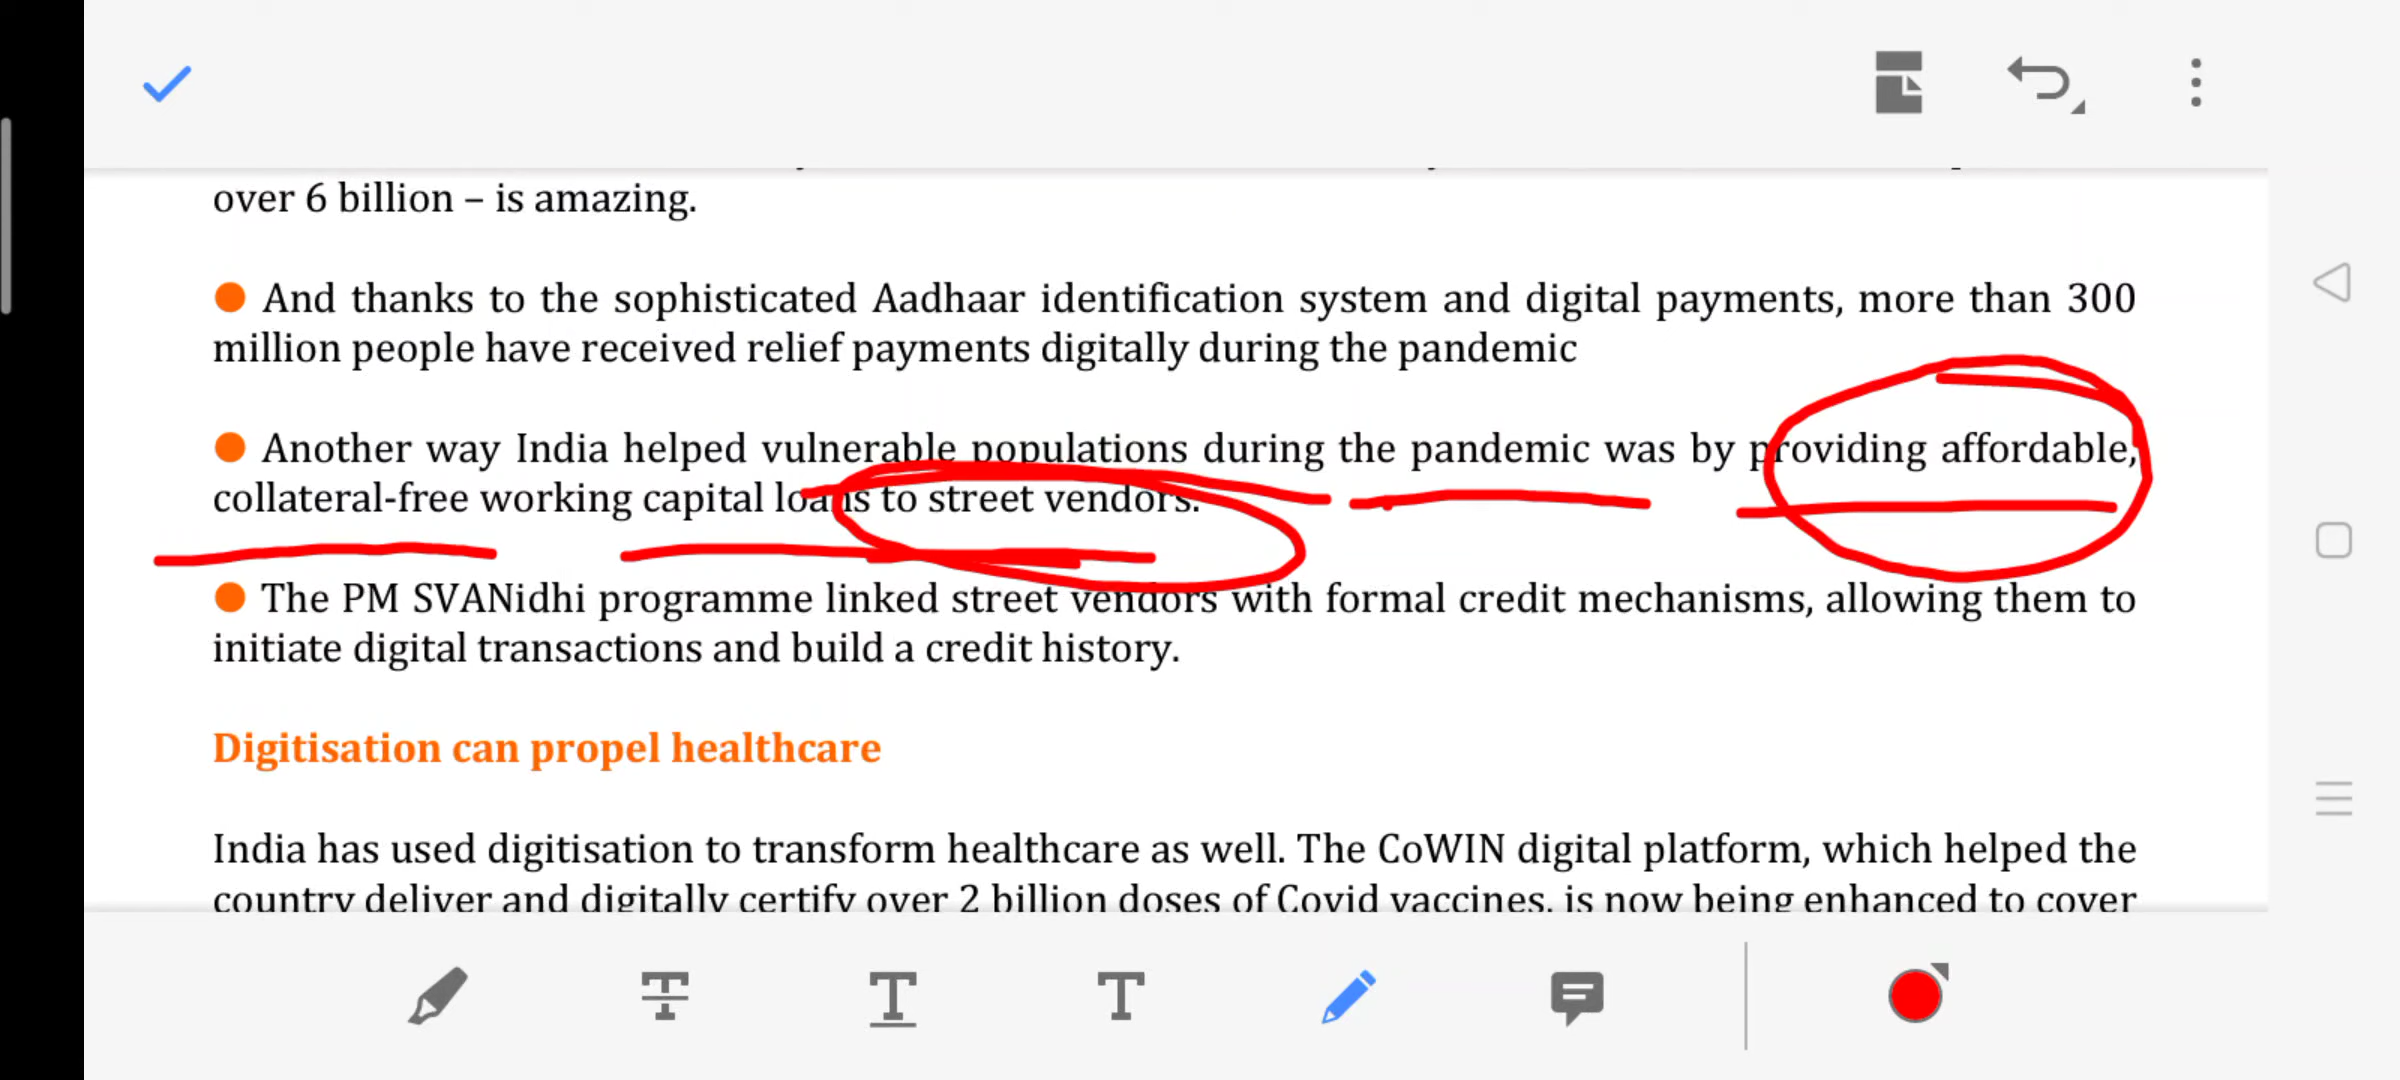 over 6 billion – is amazing.
And thanks to the sophisticated Aadhaar identification system and digital payments, more than 300
million people have received relief payments digitally during the pandemic
Another way India helped vulnerable populations during the pandemic was by providing affordable,
collateral-free working capital loans to street vendors.
The PM SVANidhi programme linked street vendors with formal credit mechanisms, allowing them to
initiate digital transactions and build a credit history.
Digitisation can propel healthcare
India has used digitisation to transform healthcare as well. The CoWIN digital platform, which helped the
country deliver and digitally certify over 2 billion doses of Covid vaccines, is now being enhanced to cover